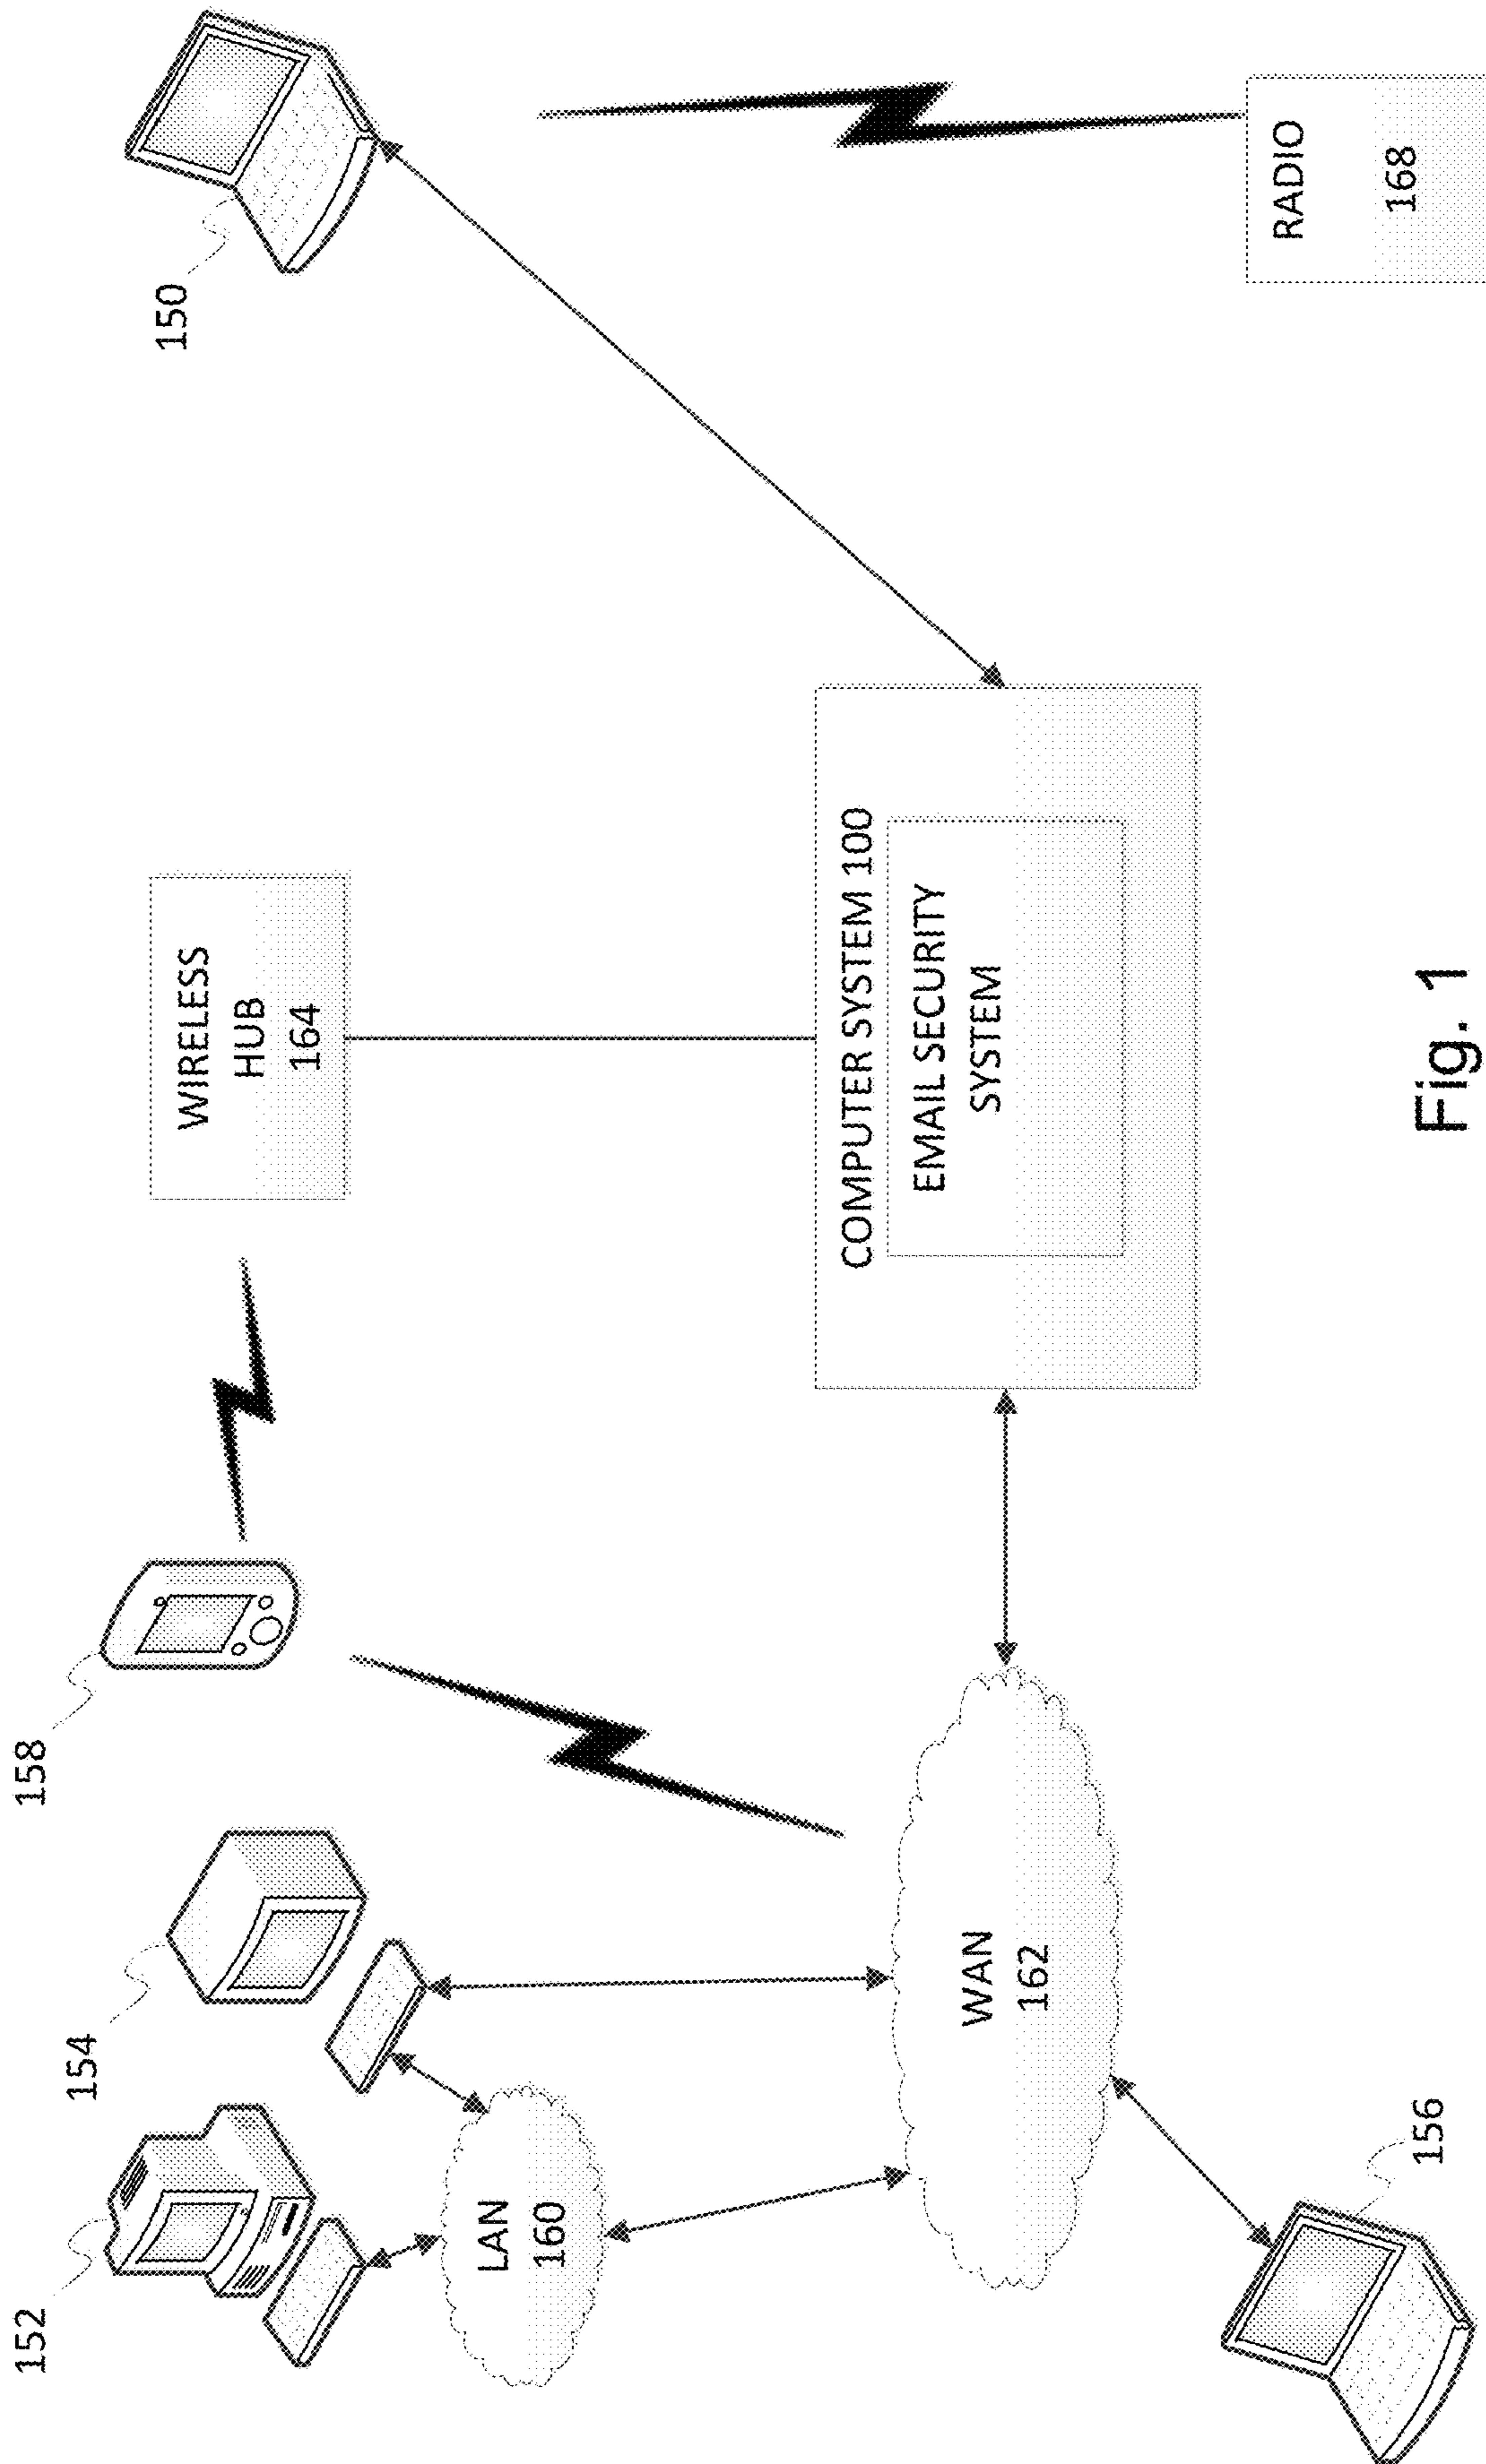 152
154
158
150
WIRELESS
HUB
164
LAN
160
COMPUTER SYSTEM 100
EMAIL SECURITY
SYSTEM
WAN
162
RADIO
168
156
Fig. 1